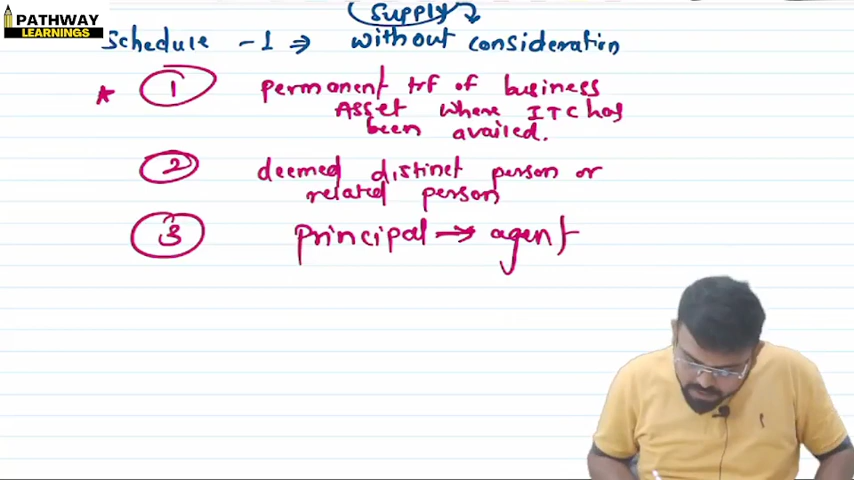 PATHWAY
LEARNINGS
supply
Schedule -1 ⇒ without consideration
* 1 permanent trf of business
Asset where ITC has
been availed.
2 deemed distinct person or
related person
3 principal → agent